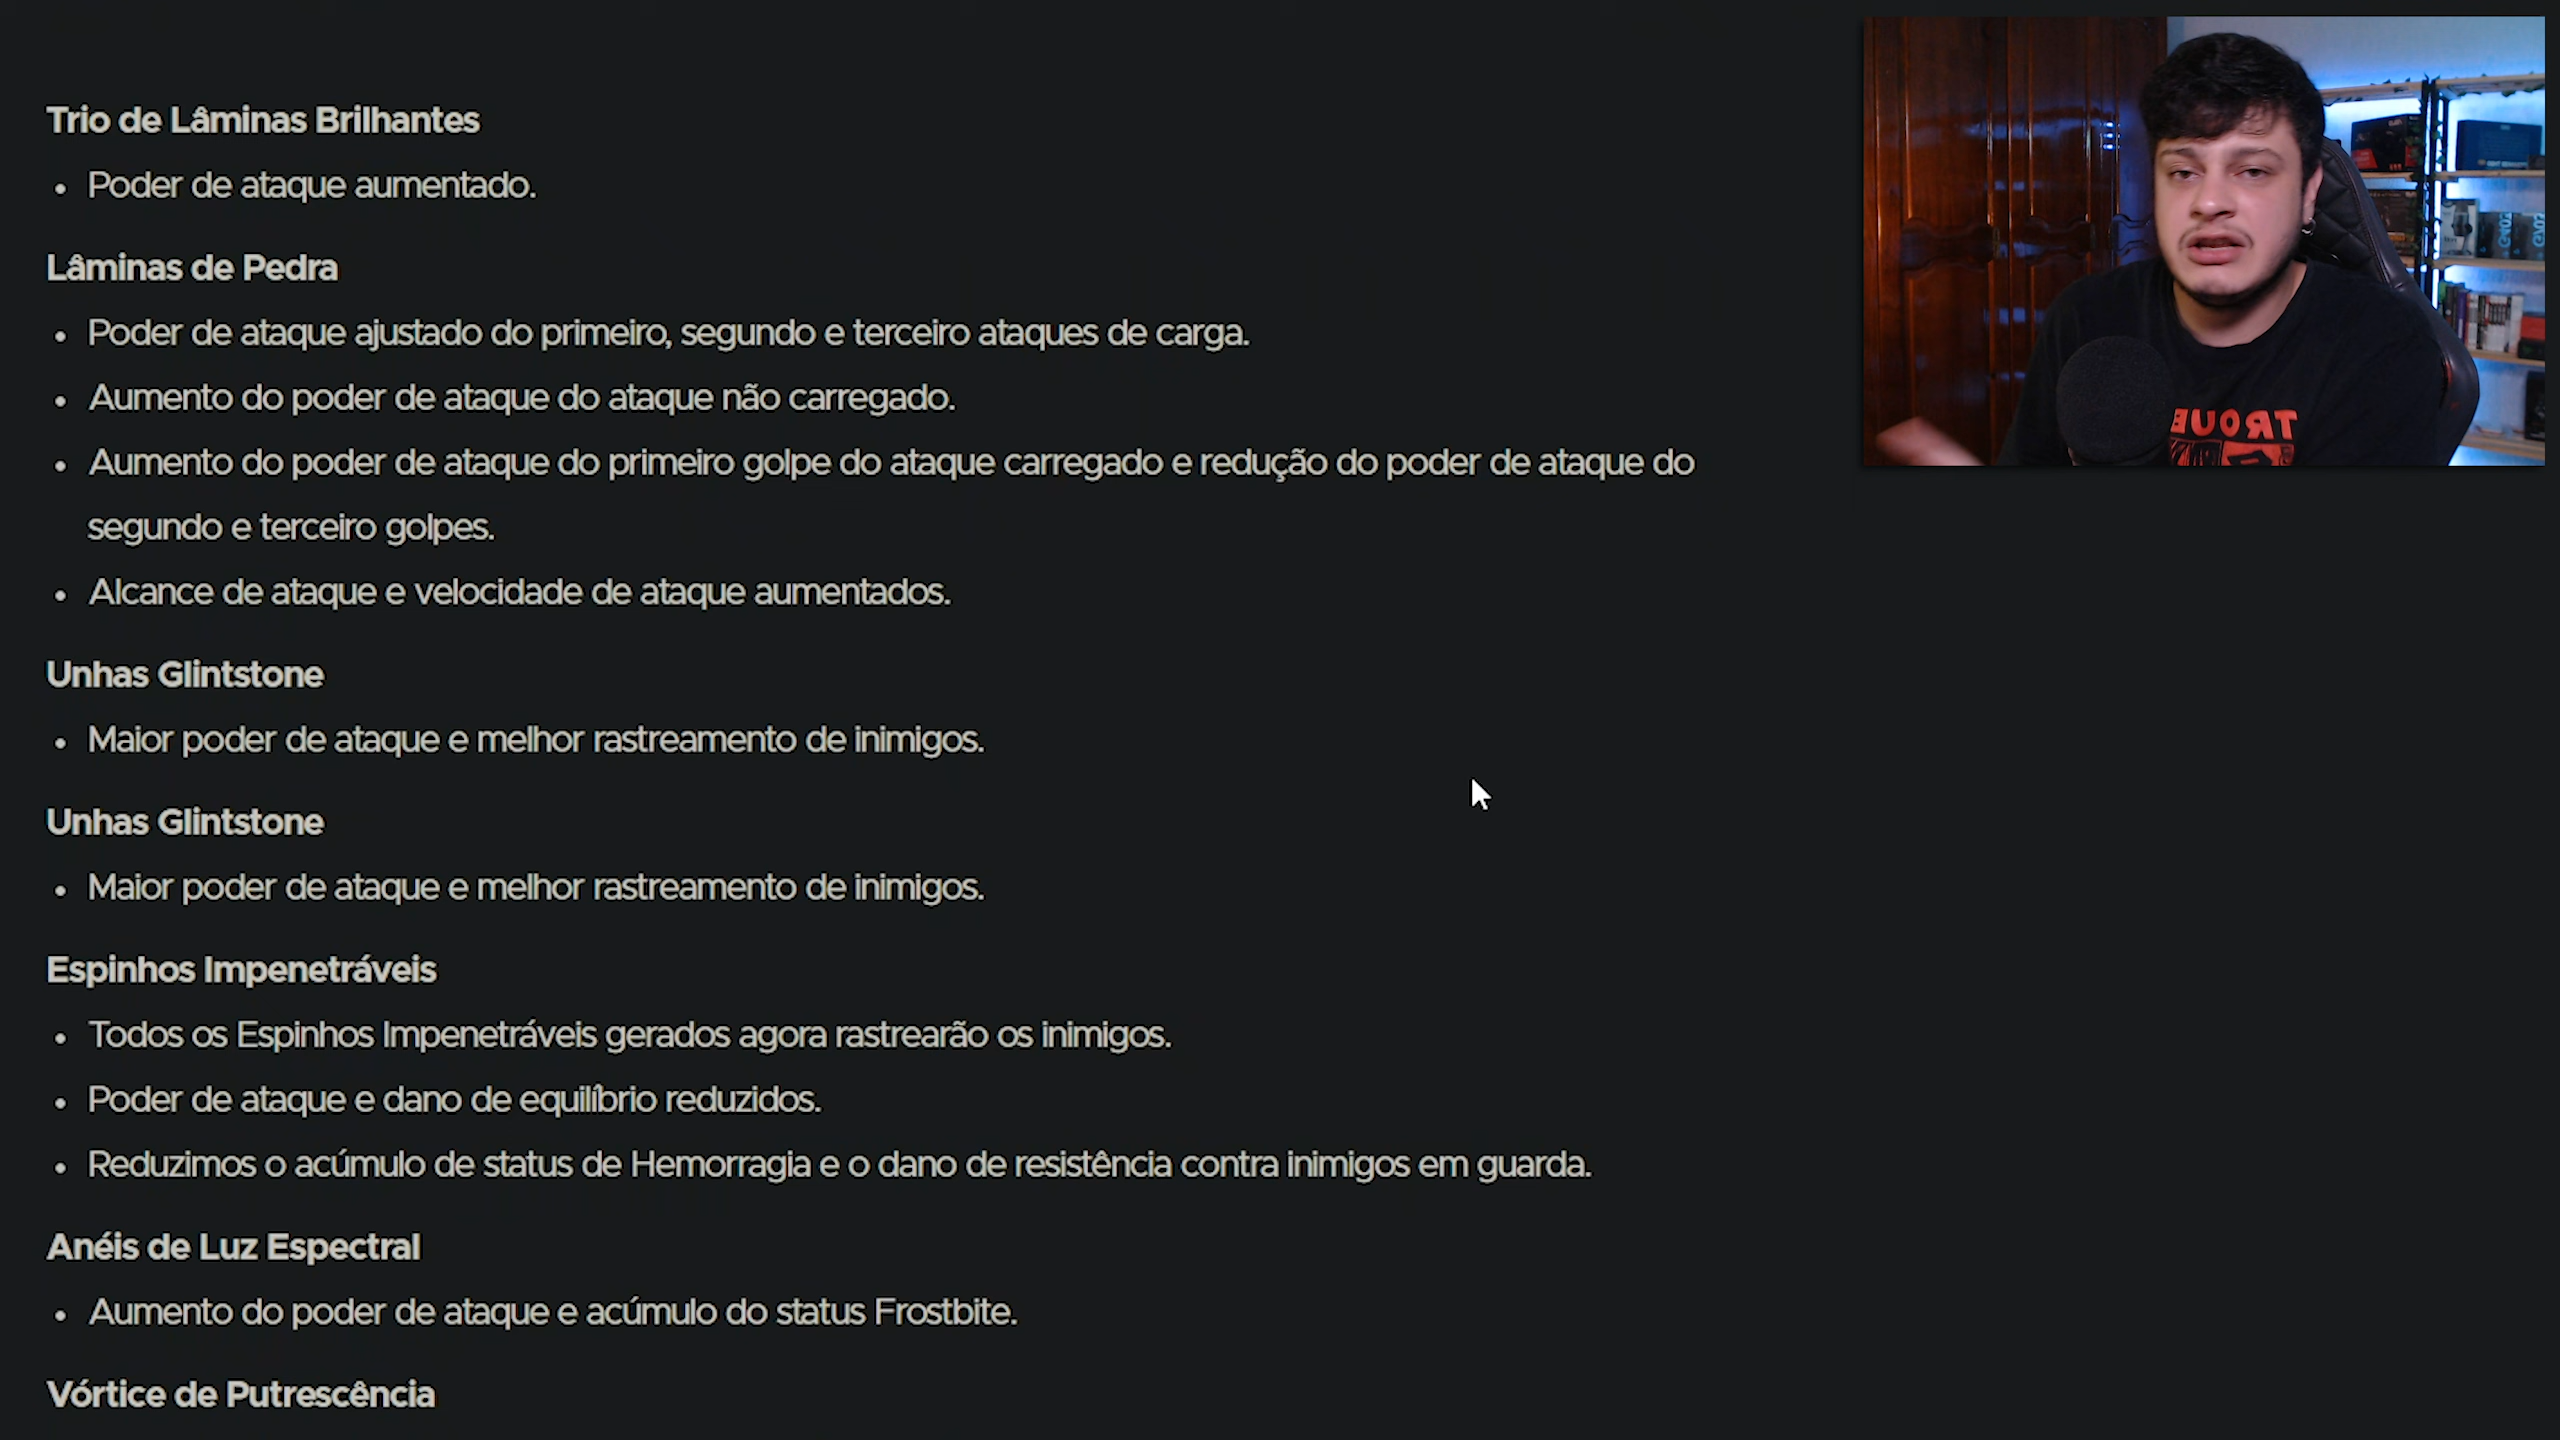 Trio de Lâminas Brilhantes
• Poder de ataque aumentado.
Lâminas de Pedra
• Poder de ataque ajustado do primeiro, segundo e terceiro ataques de carga.
• Aumento do poder de ataque do ataque não carregado.
• Aumento do poder de ataque do primeiro golpe do ataque carregado e redução do poder de ataque do
segundo e terceiro golpes.
• Alcance de ataque e velocidade de ataque aumentados.
Unhas Glintstone
• Maior poder de ataque e melhor rastreamento de inimigos.
Unhas Glintstone
• Maior poder de ataque e melhor rastreamento de inimigos.
Espinhos Impenetráveis
• Todos os Espinhos Impenetráveis gerados agora rastrearão os inimigos.
• Poder de ataque e dano de equilíbrio reduzidos.
• Reduzimos o acúmulo de status de Hemorragia e o dano de resistência contra inimigos em guarda.
Anéis de Luz Espectral
• Aumento do poder de ataque e acúmulo do status Frostbite.
Vórtice de Putrescência
TROUE